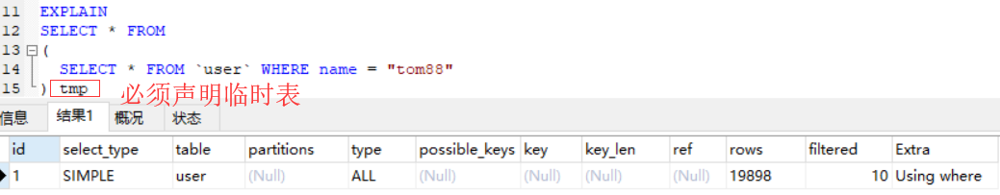 11 EXPLAIN
12 SELECT * FROM
13 (
14 SELECT * FROM `user` WHERE name = "tom88"
15 ) tmp 必须声明临时表
信息 结果1 概况 状态
id select_type table partitions type possible_keys key key_len ref rows filtered Extra
1 SIMPLE user (Null) ALL (Null) (Null) (Null) (Null) 19898 10 Using where